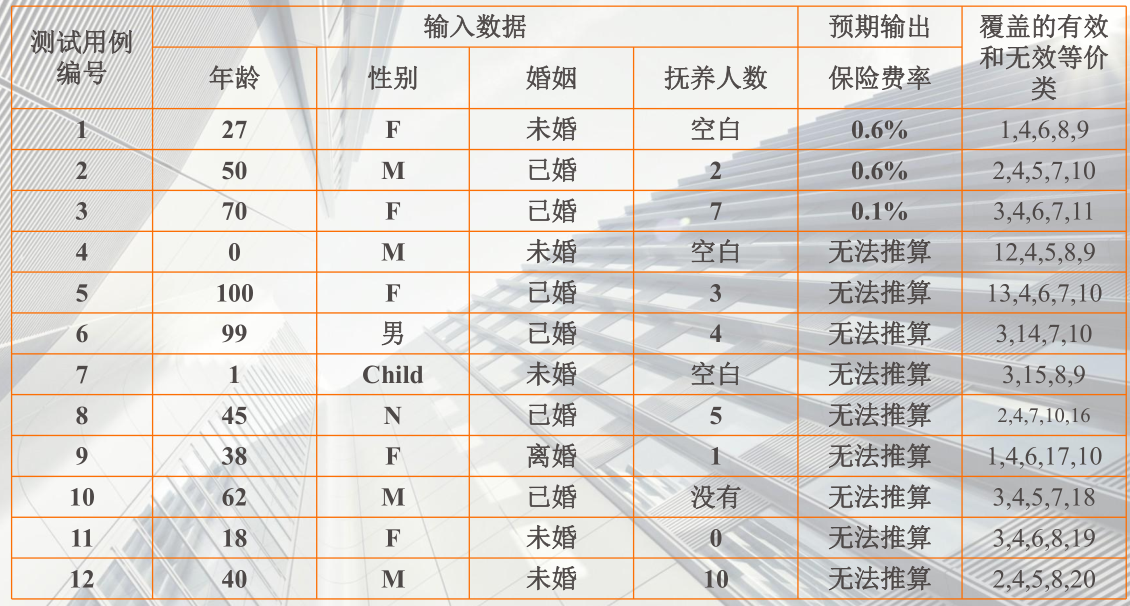 测试用例编号 输入数据 预期输出 覆盖的有效和无效等价类
年龄 性别 婚姻 抚养人数 保险费率
1 27 F 未婚 空白 0.6% 1,4,6,8,9
2 50 M 已婚 2 0.6% 2,4,5,7,10
3 70 F 已婚 7 0.1% 3,4,6,7,11
4 0 M 未婚 空白 无法推算 12,4,5,8,9
5 100 F 已婚 3 无法推算 13,4,6,7,10
6 99 男 已婚 4 无法推算 3,14,7,10
7 1 Child 未婚 空白 无法推算 3,15,8,9
8 45 N 已婚 5 无法推算 2,4,7,10,16
9 38 F 离婚 1 无法推算 1,4,6,17,10
10 62 M 已婚 没有 无法推算 3,4,5,7,18
11 18 F 未婚 0 无法推算 3,4,6,8,19
12 40 M 未婚 10 无法推算 2,4,5,8,20